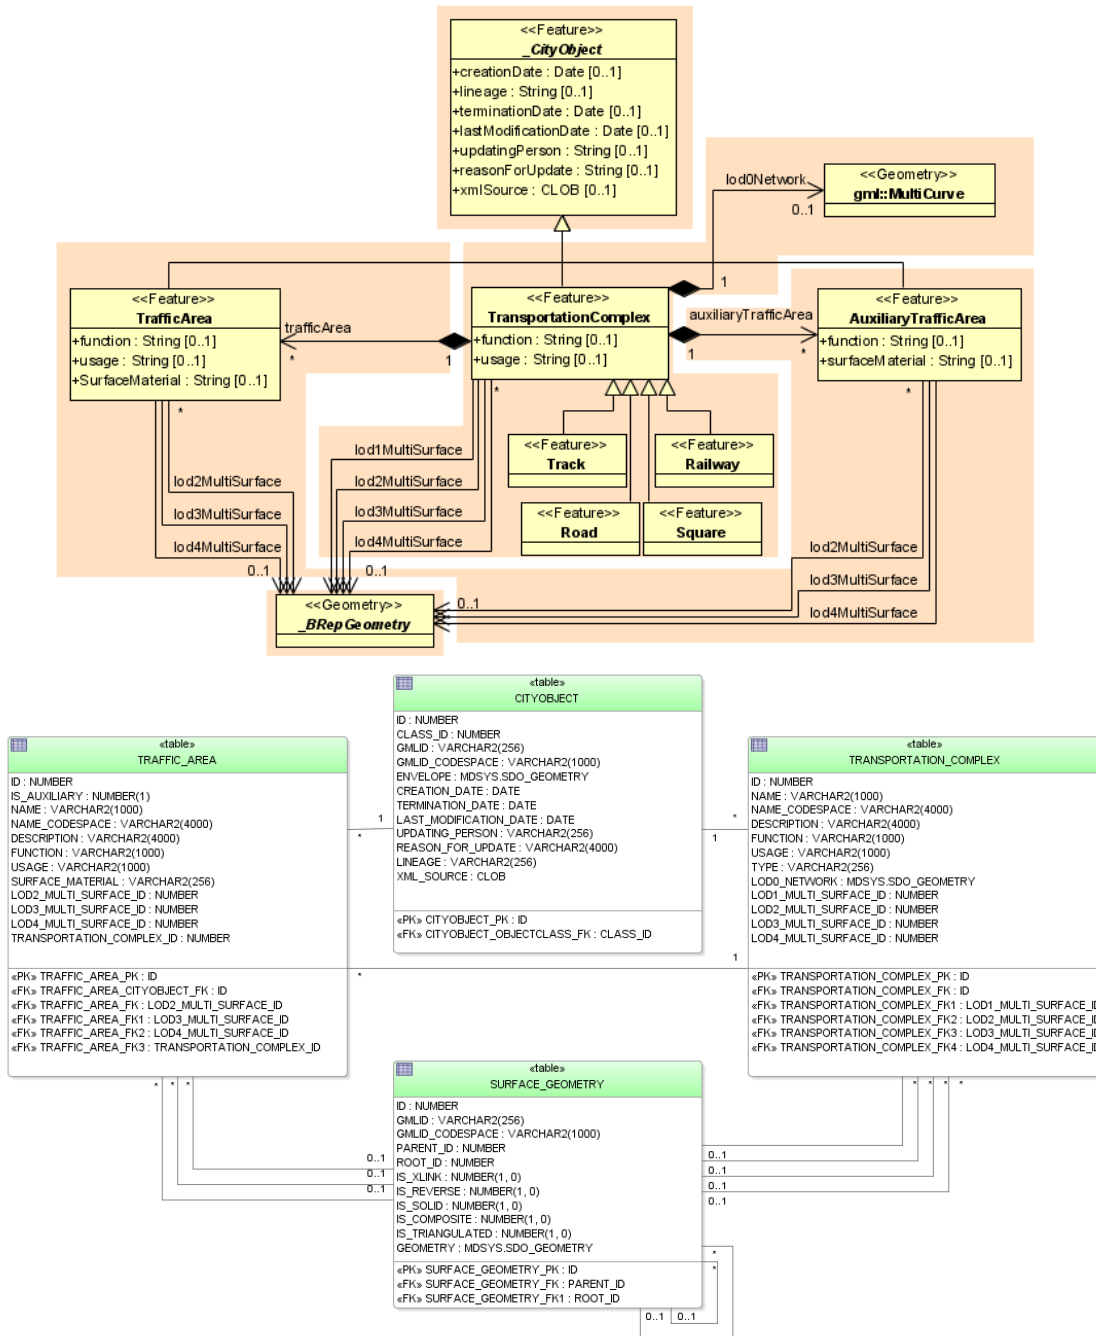 <<Feature>>
_CityObject
+creationDate : Date [0..1]
+lineage : String [0..1]
+terminationDate : Date [0..1]
+lastModificationDate : Date [0..1]
+updatingPerson : String [0..1]
+reasonForUpdate : String [0..1]
+xmlSource : CLOB [0..1]
lod0Network
0..1
<<Geometry>>
gml::MultiCurve
<<Feature>>
TrafficArea
+function : String [0..1]
+usage : String [0..1]
+SurfaceMaterial : String [0..1]
trafficArea
*
1
<<Feature>>
TransportationComplex
+function : String [0..1]
+usage : String [0..1]
1
auxiliaryTrafficArea
1
*
<<Feature>>
AuxiliaryTrafficArea
+function : String [0..1]
+surfaceMaterial : String [0..1]
*
*
*
<<Feature>>
Track
<<Feature>>
Railway
<<Feature>>
Road
<<Feature>>
Square
lod1MultiSurface
lod2MultiSurface
lod3MultiSurface
lod4MultiSurface
0..1
lod2MultiSurface
lod3MultiSurface
lod4MultiSurface
0..1
lod2MultiSurface
lod3MultiSurface
lod4MultiSurface
0..1
<<Geometry>>
_BRepGeometry
«table»
CITYOBJECT
ID : NUMBER
CLASS_ID : NUMBER
GMLID : VARCHAR2(256)
GMLID_CODESPACE : VARCHAR2(1000)
ENVELOPE : MDSYS.SDO_GEOMETRY
CREATION_DATE : DATE
TERMINATION_DATE : DATE
LAST_MODIFICATION_DATE : DATE
UPDATING_PERSON : VARCHAR2(256)
REASON_FOR_UPDATE : VARCHAR2(4000)
LINEAGE : VARCHAR2(256)
XML_SOURCE : CLOB
«PK» CITYOBJECT_PK : ID
«FK» CITYOBJECT_OBJECTCLASS_FK : CLASS_ID
«table»
TRAFFIC_AREA
ID : NUMBER
IS_AUXILIARY : NUMBER(1)
NAME : VARCHAR2(1000)
NAME_CODESPACE : VARCHAR2(4000)
DESCRIPTION : VARCHAR2(4000)
FUNCTION : VARCHAR2(1000)
USAGE : VARCHAR2(1000)
SURFACE_MATERIAL : VARCHAR2(256)
LOD2_MULTI_SURFACE_ID : NUMBER
LOD3_MULTI_SURFACE_ID : NUMBER
LOD4_MULTI_SURFACE_ID : NUMBER
TRANSPORTATION_COMPLEX_ID : NUMBER
«PK» TRAFFIC_AREA_PK : ID
«FK» TRAFFIC_AREA_CITYOBJECT_FK : ID
«FK» TRAFFIC_AREA_FK : LOD2_MULTI_SURFACE_ID
«FK» TRAFFIC_AREA_FK1 : LOD3_MULTI_SURFACE_ID
«FK» TRAFFIC_AREA_FK2 : LOD4_MULTI_SURFACE_ID
«FK» TRAFFIC_AREA_FK3 : TRANSPORTATION_COMPLEX_ID
1
*
*
1
*
1
«table»
TRANSPORTATION_COMPLEX
ID : NUMBER
NAME : VARCHAR2(1000)
NAME_CODESPACE : VARCHAR2(4000)
DESCRIPTION : VARCHAR2(4000)
FUNCTION : VARCHAR2(1000)
USAGE : VARCHAR2(1000)
TYPE : VARCHAR2(256)
LOD0_NETWORK : MDSYS.SDO_GEOMETRY
LOD1_MULTI_SURFACE_ID : NUMBER
LOD2_MULTI_SURFACE_ID : NUMBER
LOD3_MULTI_SURFACE_ID : NUMBER
LOD4_MULTI_SURFACE_ID : NUMBER
«PK» TRANSPORTATION_COMPLEX_PK : ID
«FK» TRANSPORTATION_COMPLEX_FK : ID
«FK» TRANSPORTATION_COMPLEX_FK1 : LOD1_MULTI_SURFACE_ID
«FK» TRANSPORTATION_COMPLEX_FK2 : LOD2_MULTI_SURFACE_ID
«FK» TRANSPORTATION_COMPLEX_FK3 : LOD3_MULTI_SURFACE_ID
«FK» TRANSPORTATION_COMPLEX_FK4 : LOD4_MULTI_SURFACE_ID
* * *
* * * *
0..1
0..1
0..1
0..1
0..1
0..1
0..1
«table»
SURFACE_GEOMETRY
ID : NUMBER
GMLID : VARCHAR2(256)
GMLID_CODESPACE : VARCHAR2(1000)
PARENT_ID : NUMBER
ROOT_ID : NUMBER
IS_XLINK : NUMBER(1, 0)
IS_REVERSE : NUMBER(1, 0)
IS_SOLID : NUMBER(1, 0)
IS_COMPOSITE : NUMBER(1, 0)
IS_TRIANGULATED : NUMBER(1, 0)
GEOMETRY : MDSYS.SDO_GEOMETRY
«PK» SURFACE_GEOMETRY_PK : ID
«FK» SURFACE_GEOMETRY_FK : PARENT_ID
«FK» SURFACE_GEOMETRY_FK1 : ROOT_ID
*
*
0..1 0..1